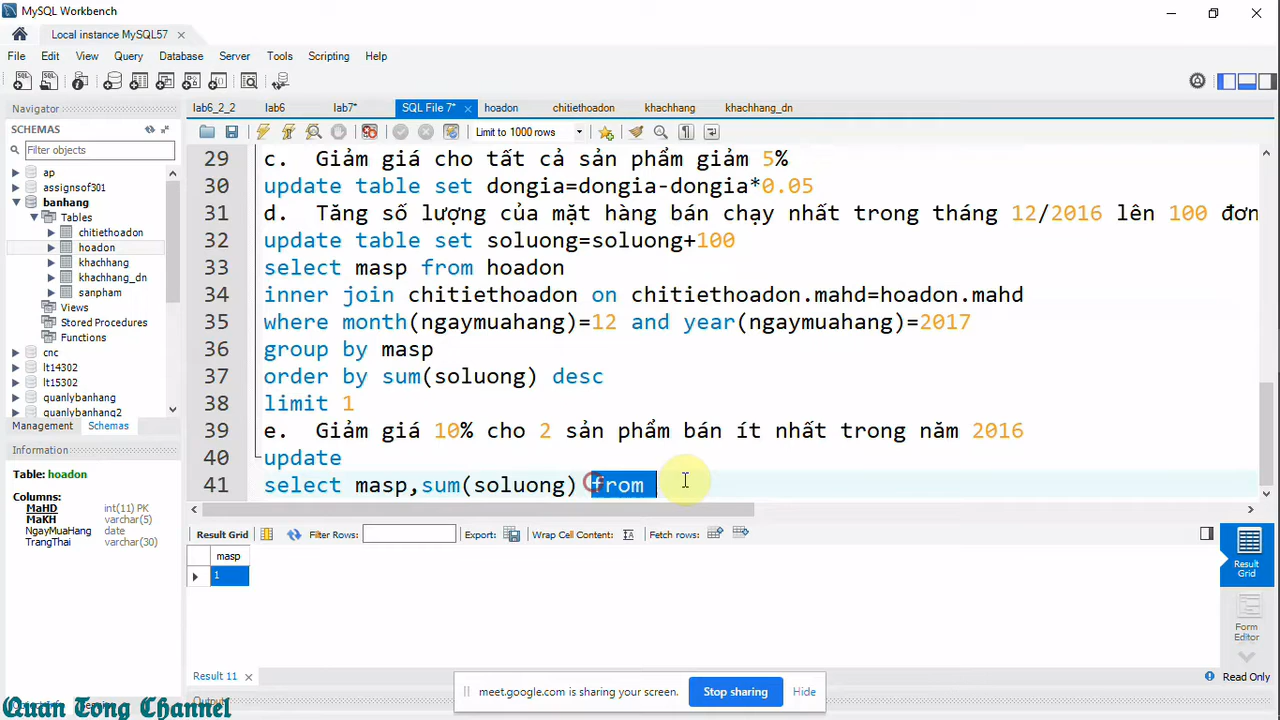 MySQL Workbench
Local instance MySQL57
File Edit View Query Database Server Tools Scripting Help
Navigator
SCHEMAS
Filter objects
ap
assignsof301
banhang
Tables
chitiethoadon
hoadon
khachhang
khachhang_dn
sanpham
Views
Stored Procedures
Functions
cnc
lt14302
lt15302
quanlybanhang
quanlybanhang2
Management Schemas
Information
Table: hoadon
Columns:
MaHD int(11) PK
MaKH varchar(5)
NgayMuaHang date
TrangThai varchar(30)
lab6_2_2 lab6 lab7* SQL File 7* hoadon chitiethoadon khachhang khachhang_dn
Limit to 1000 rows
29 c. Giảm giá cho tất cả sản phẩm giảm 5%
30 update table set dongia=dongia-dongia*0.05
31 d. Tăng số lượng của mặt hàng bán chạy nhất trong tháng 12/2016 lên 100 đơn
32 update table set soluong=soluong+100
33 select masp from hoadon
34 inner join chitiethoadon on chitiethoadon.mahd=hoadon.mahd
35 where month(ngaymuahang)=12 and year(ngaymuahang)=2017
36 group by masp
37 order by sum(soluong) desc
38 limit 1
39 e. Giảm giá 10% cho 2 sản phẩm bán ít nhất trong năm 2016
40 update
41 select masp,sum(soluong) from
Result Grid Filter Rows: Export: Wrap Cell Content: Fetch rows:
masp
1
Result Grid
Form Editor
Result 11
Read Only
meet.google.com is sharing your screen. Stop sharing Hide
Quan Tong Channel